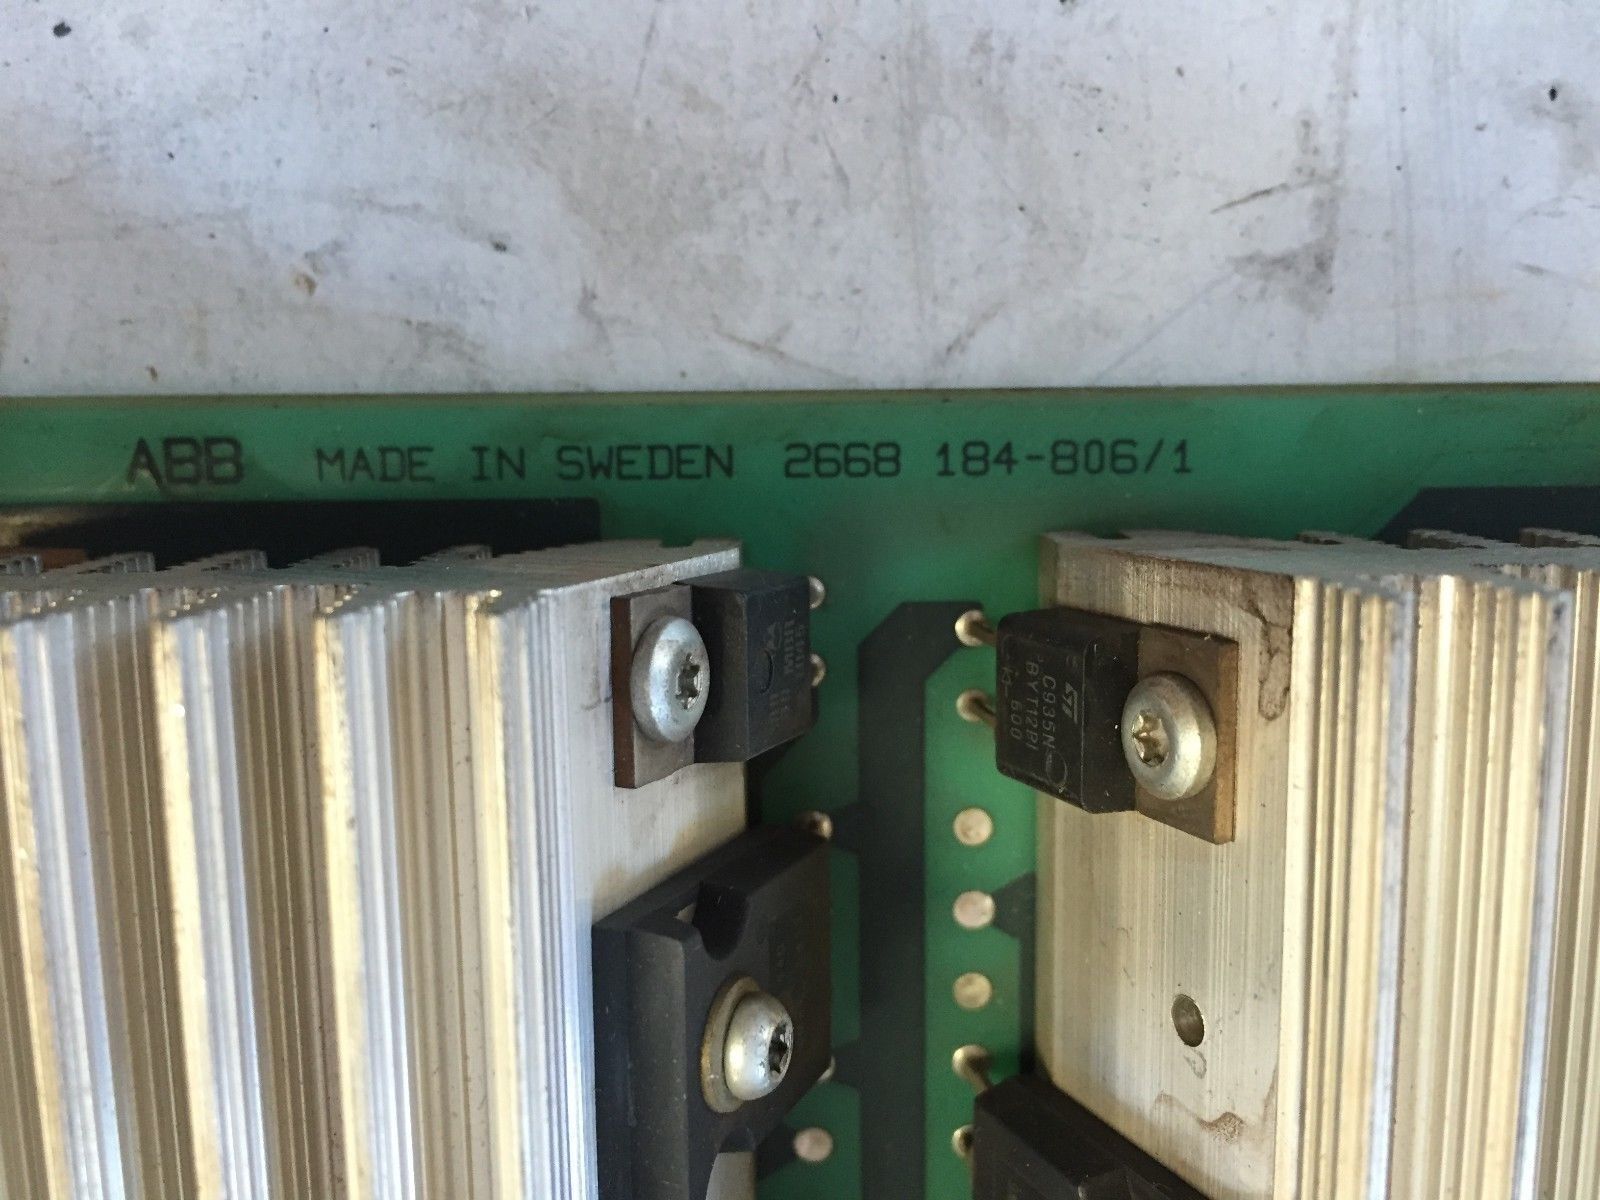 ABB MADE IN SWEDEN 2668 184-806/1
C935N
BYT12PI
600